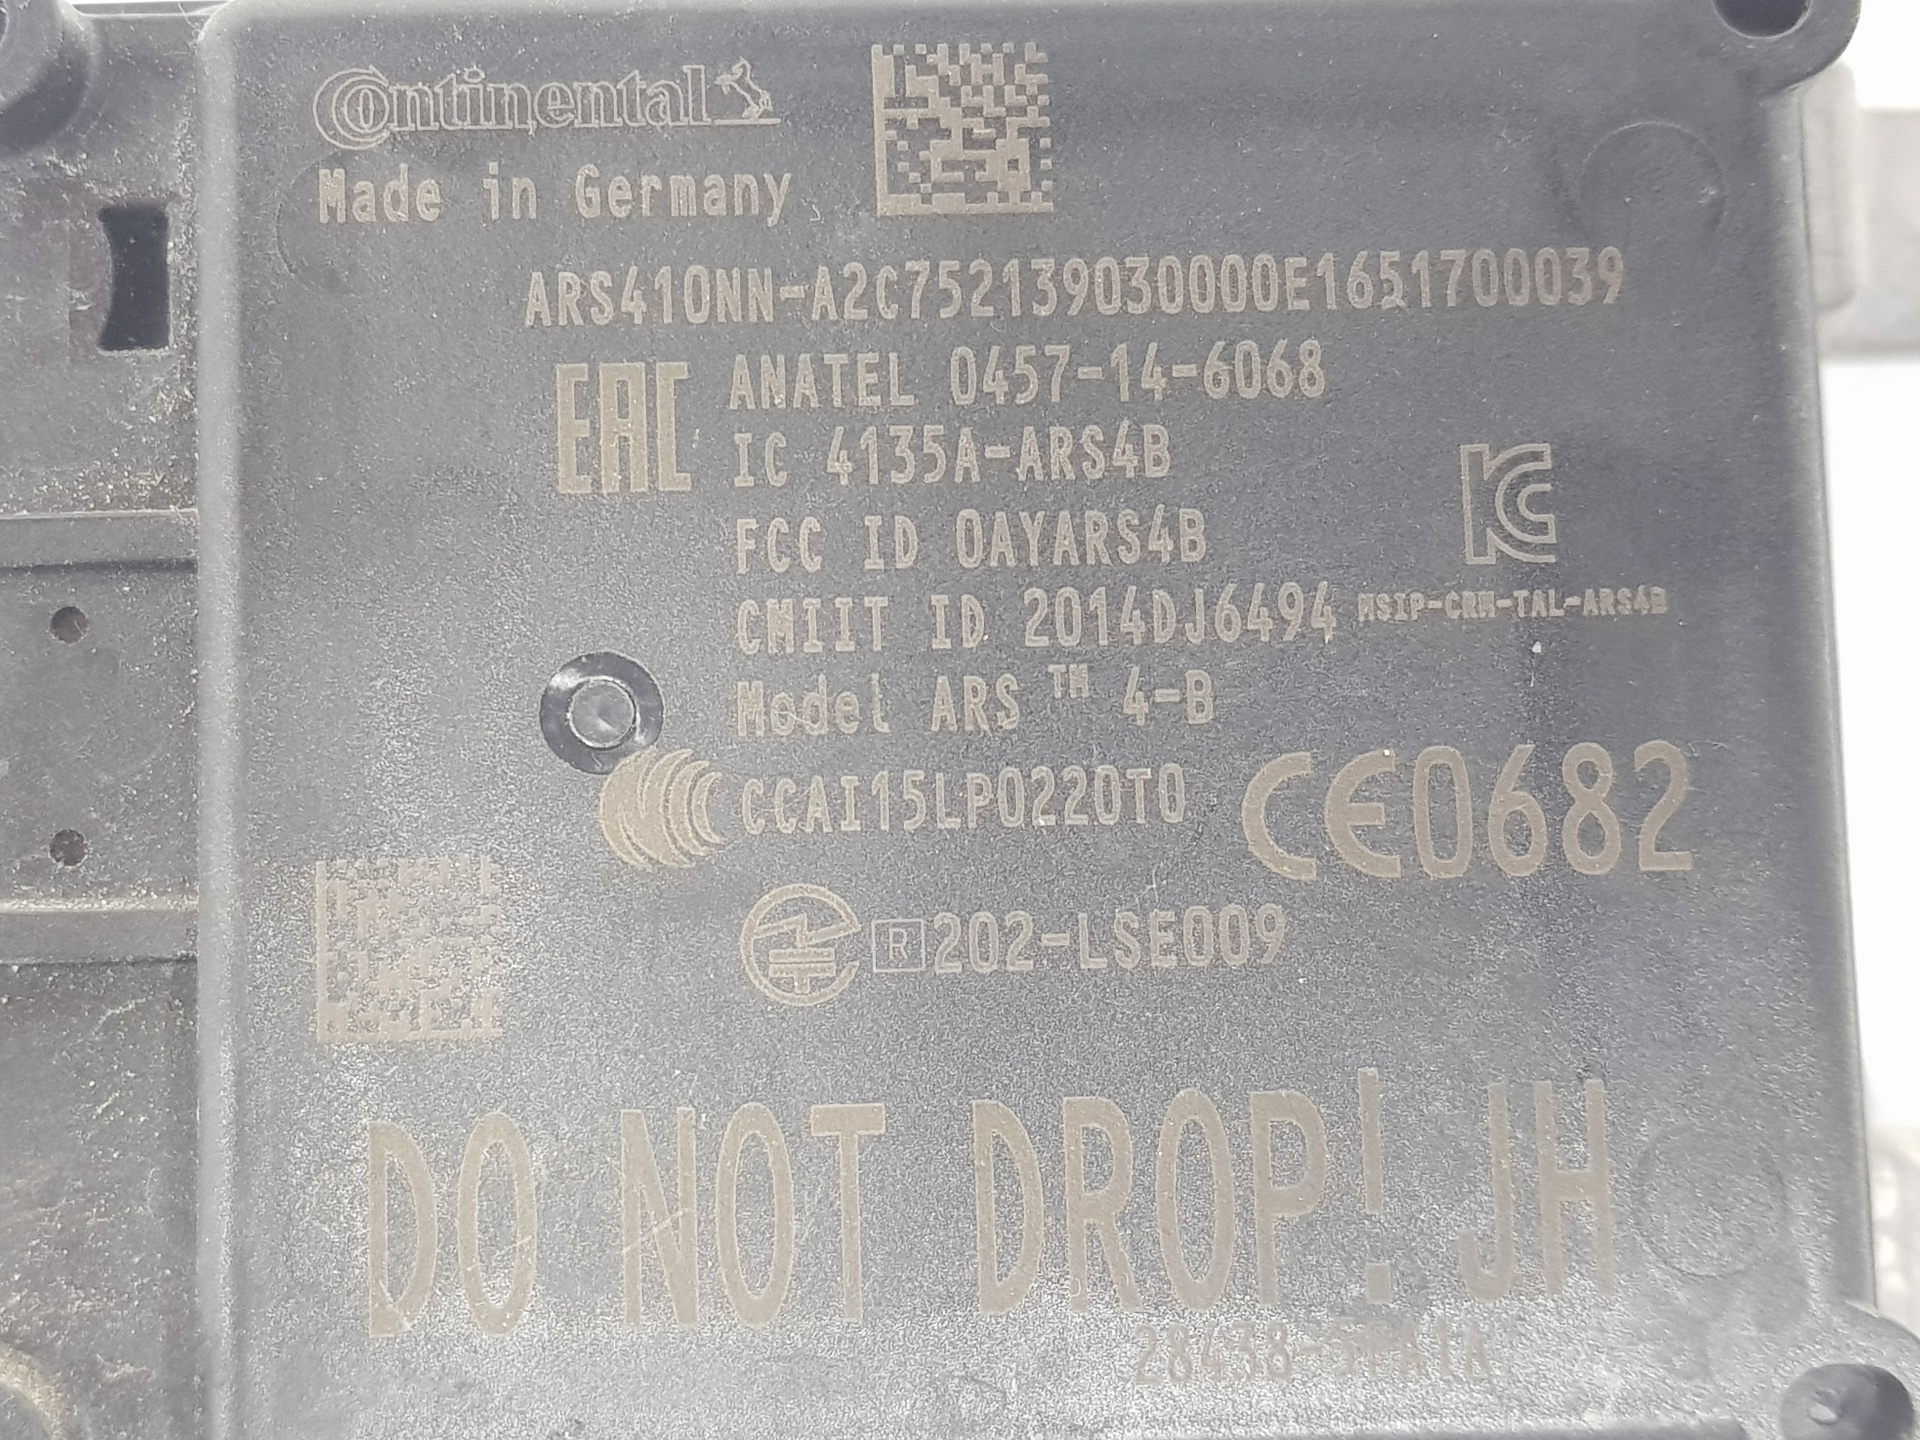 Continental
Made in Germany
ARS410NN-A2C752139030000E1651700039
EAC
ANATEL 0457-14-6068
IC 4135A-ARS4B
FCC ID OAYARS4B
CMIIT ID 2014DJ6494
MSIP-CRM-TAL-ARS4B
Model ARS ™ 4-B
CCAI15LP0220T0
CE0682
R 202-LSE009
DO NOT DROP! JH